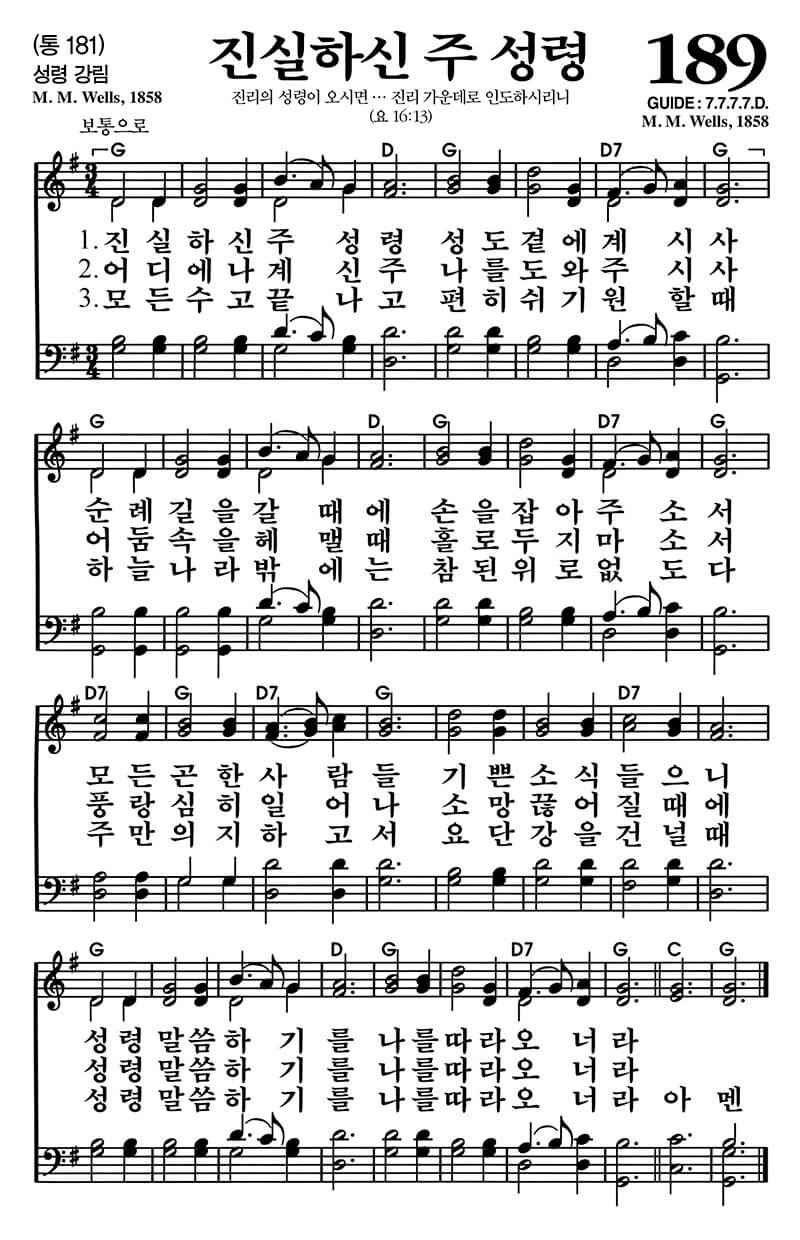 (통 181)
진실하신 주 성령
189
성령 강림
M. M. Wells, 1858
진리의 성령이 오시면 … 진리 가운데로 인도하시리니
(요 16:13)
GUIDE : 7.7.7.7.D.
M. M. Wells, 1858
보통으로
G D G D7 G
3/4
1. 진 실 하 신 주 성 령 성 도 곁 에 계 시 사
2. 어 디 에 나 계 신 주 나 를 도 와 주 시 사
3. 모 든 수 고 끝 나 고 편 히 쉬 기 원 할 때
3/4
G D G D7 G
순 례 길 을 갈 때 에 손 을 잡 아 주 소 서
어 둠 속 을 헤 맬 때 홀 로 두 지 마 소 서
하 늘 나 라 밖 에 는 참 된 위 로 없 도 다
D7 G D7 G D7
모 든 곤 한 사 람 들 기 쁜 소 식 들 으 니
풍 랑 심 히 일 어 나 소 망 끊 어 질 때 에
주 만 의 지 하 고 서 요 단 강 을 건 널 때
G D G D7 G C G
성 령 말 씀 하 기 를 나 를 따 라 오 너 라
성 령 말 씀 하 기 를 나 를 따 라 오 너 라
성 령 말 씀 하 기 를 나 를 따 라 오 너 라 아 멘